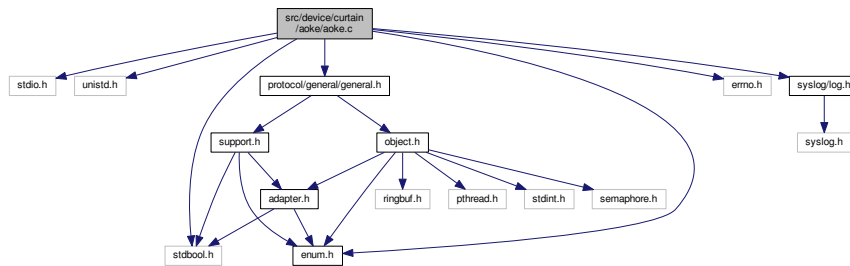 src/device/curtain
/aoke/aoke.c
stdio.h
unistd.h
protocol/general/general.h
errno.h
syslog/log.h
support.h
object.h
syslog.h
adapter.h
ringbuf.h
pthread.h
stdint.h
semaphore.h
stdbool.h
enum.h